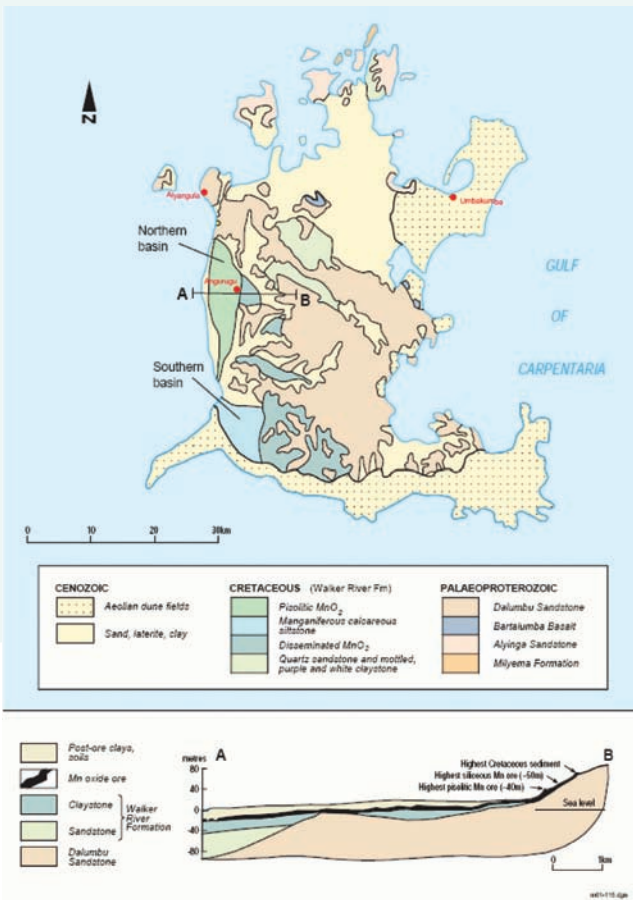 N
Alyangula
Umbakumba
Northern
basin
Angurugu
A
B
GULF
OF
CARPENTARIA
Southern
basin
0 10 20 30km
CENOZOIC
Aeolian dune fields
Sand, laterite, clay
CRETACEOUS (Walker River Fm)
Pisolitic MnO₂
Manganiferous calcareous
siltstone
Disseminated MnO₂
Quartz sandstone and mottled,
purple and white claystone
PALAEOPROTEROZOIC
Dalumbu Sandstone
Bartalumba Basalt
Alyinga Sandstone
Milyema Formation
Post-ore clays,
soils
Mn oxide ore
Claystone
Sandstone
Walker
River
Formation
Dalumbu
Sandstone
metres
A
B
80
40
0
-40
-80
Highest Cretaceous sediment
Highest siliceous Mn ore (~50m)
Highest pisolitic Mn ore (~40m)
Sea level
0 1km